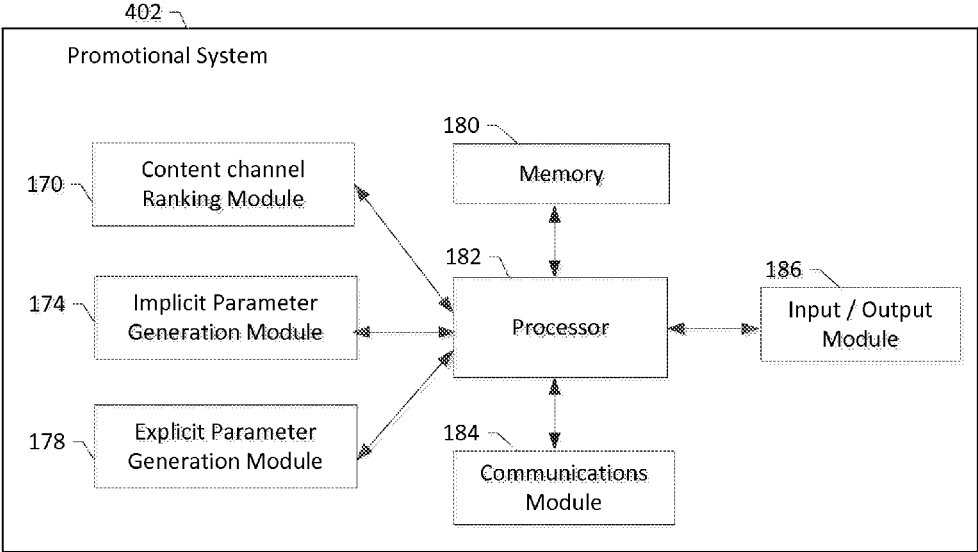 402
Promotional System
170
Content channel
Ranking Module
180
Memory
174
Implicit Parameter
Generation Module
182
Processor
186
Input / Output
Module
178
Explicit Parameter
Generation Module
184
Communications
Module